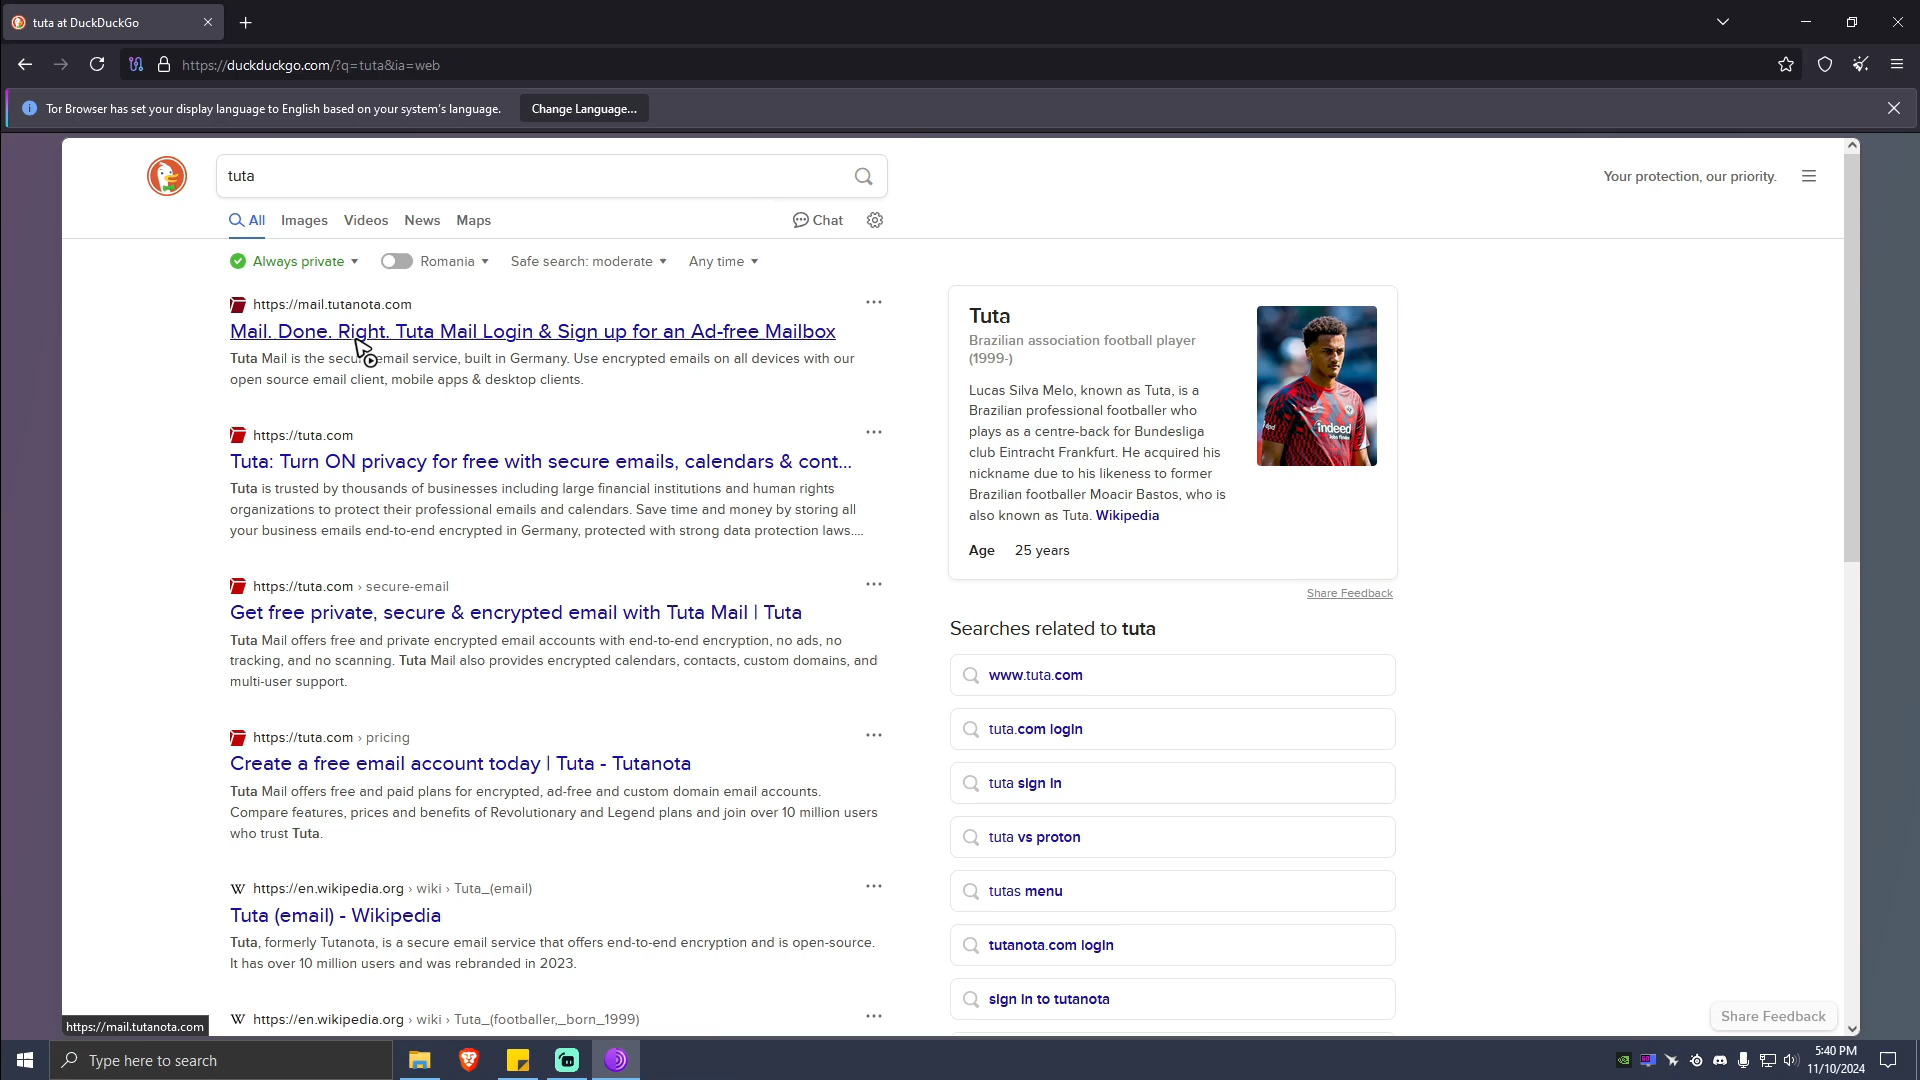 tuta at DuckDuckGo
https://duckduckgo.com/?q=tuta&ia=web
Tor Browser has set your display language to English based on your system's language.
Change Language...
tuta
Your protection, our priority.
All
Images
Videos
News
Maps
Chat
Always private
Romania
Safe search: moderate
Any time
https://mail.tutanota.com
Mail. Done. Right. Tuta Mail Login & Sign up for an Ad-free Mailbox
Tuta Mail is the secure email service, built in Germany. Use encrypted emails on all devices with our
open source email client, mobile apps & desktop clients.
https://tuta.com
Tuta: Turn ON privacy for free with secure emails, calendars & cont...
Tuta is trusted by thousands of businesses including large financial institutions and human rights
organizations to protect their professional emails and calendars. Save time and money by storing all
your business emails end-to-end encrypted in Germany, protected with strong data protection laws....
https://tuta.com › secure-email
Get free private, secure & encrypted email with Tuta Mail | Tuta
Tuta Mail offers free and private encrypted email accounts with end-to-end encryption, no ads, no
tracking, and no scanning. Tuta Mail also provides encrypted calendars, contacts, custom domains, and
multi-user support.
https://tuta.com › pricing
Create a free email account today | Tuta - Tutanota
Tuta Mail offers free and paid plans for encrypted, ad-free and custom domain email accounts.
Compare features, prices and benefits of Revolutionary and Legend plans and join over 10 million users
who trust Tuta.
https://en.wikipedia.org › wiki › Tuta_(email)
Tuta (email) - Wikipedia
Tuta, formerly Tutanota, is a secure email service that offers end-to-end encryption and is open-source.
It has over 10 million users and was rebranded in 2023.
https://en.wikipedia.org › wiki › Tuta_(footballer,_born_1999)
Tuta
Brazilian association football player
(1999-)
Lucas Silva Melo, known as Tuta, is a
Brazilian professional footballer who
plays as a centre-back for Bundesliga
club Eintracht Frankfurt. He acquired his
nickname due to his likeness to former
Brazilian footballer Moacir Bastos, who is
also known as Tuta. Wikipedia
Age 25 years
indeed
Share Feedback
Searches related to tuta
www.tuta.com
tuta.com login
tuta sign in
tuta vs proton
tutas menu
tutanota.com login
sign in to tutanota
Share Feedback
https://mail.tutanota.com
Type here to search
5:40 PM
11/10/2024